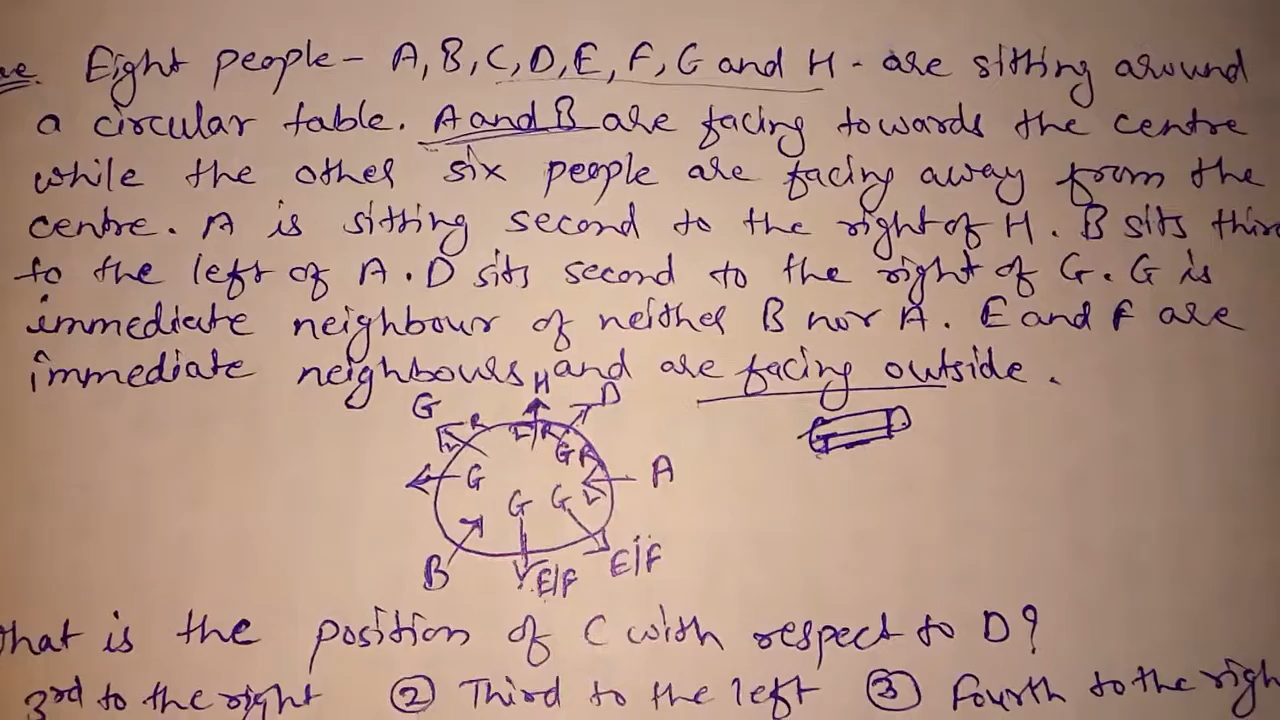 Eight people - A, B, C, D, E, F, G and H - are sitting around
a circular table. A and B are facing towards the centre
while the other six people are facing away from the
centre. A is sitting second to the right of H. B sits thir
to the left of A. D sits second to the right of G. G is
immediate neighbour of neither B nor A. E and F are
immediate neighbours and are facing outside.
G H D
L R R
G R
G A
G G
B E/F E/F
hat is the position of C with respect to D?
3rd to the right ② Third to the left ③ Fourth to the righ